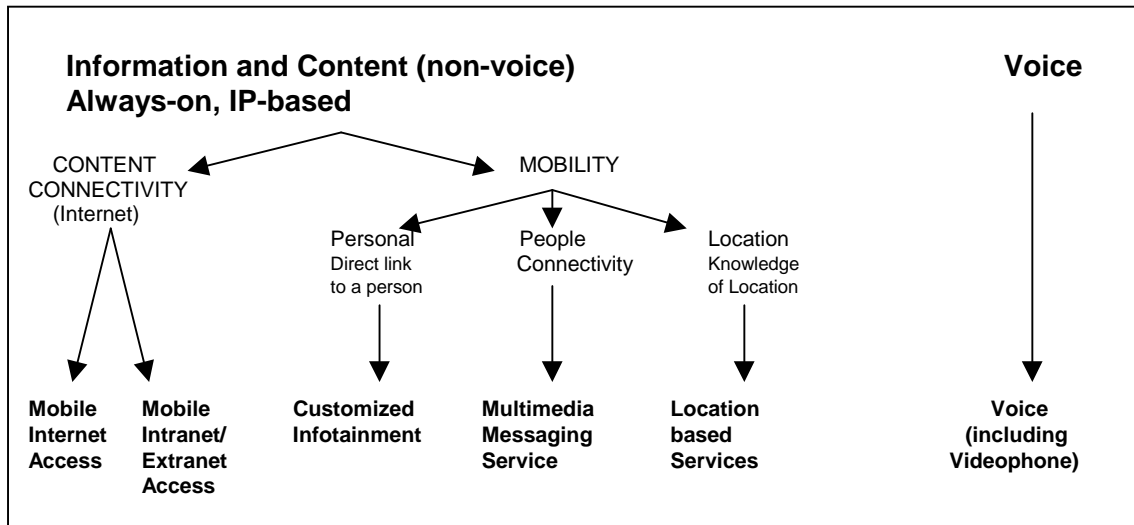 Information and Content (non-voice)
Always-on, IP-based
Voice
CONTENT
CONNECTIVITY
(Internet)
MOBILITY
Personal
Direct link
to a person
People
Connectivity
Location
Knowledge
of Location
Mobile
Internet
Access
Mobile
Intranet/
Extranet
Access
Customized
Infotainment
Multimedia
Messaging
Service
Location
based
Services
Voice
(including
Videophone)